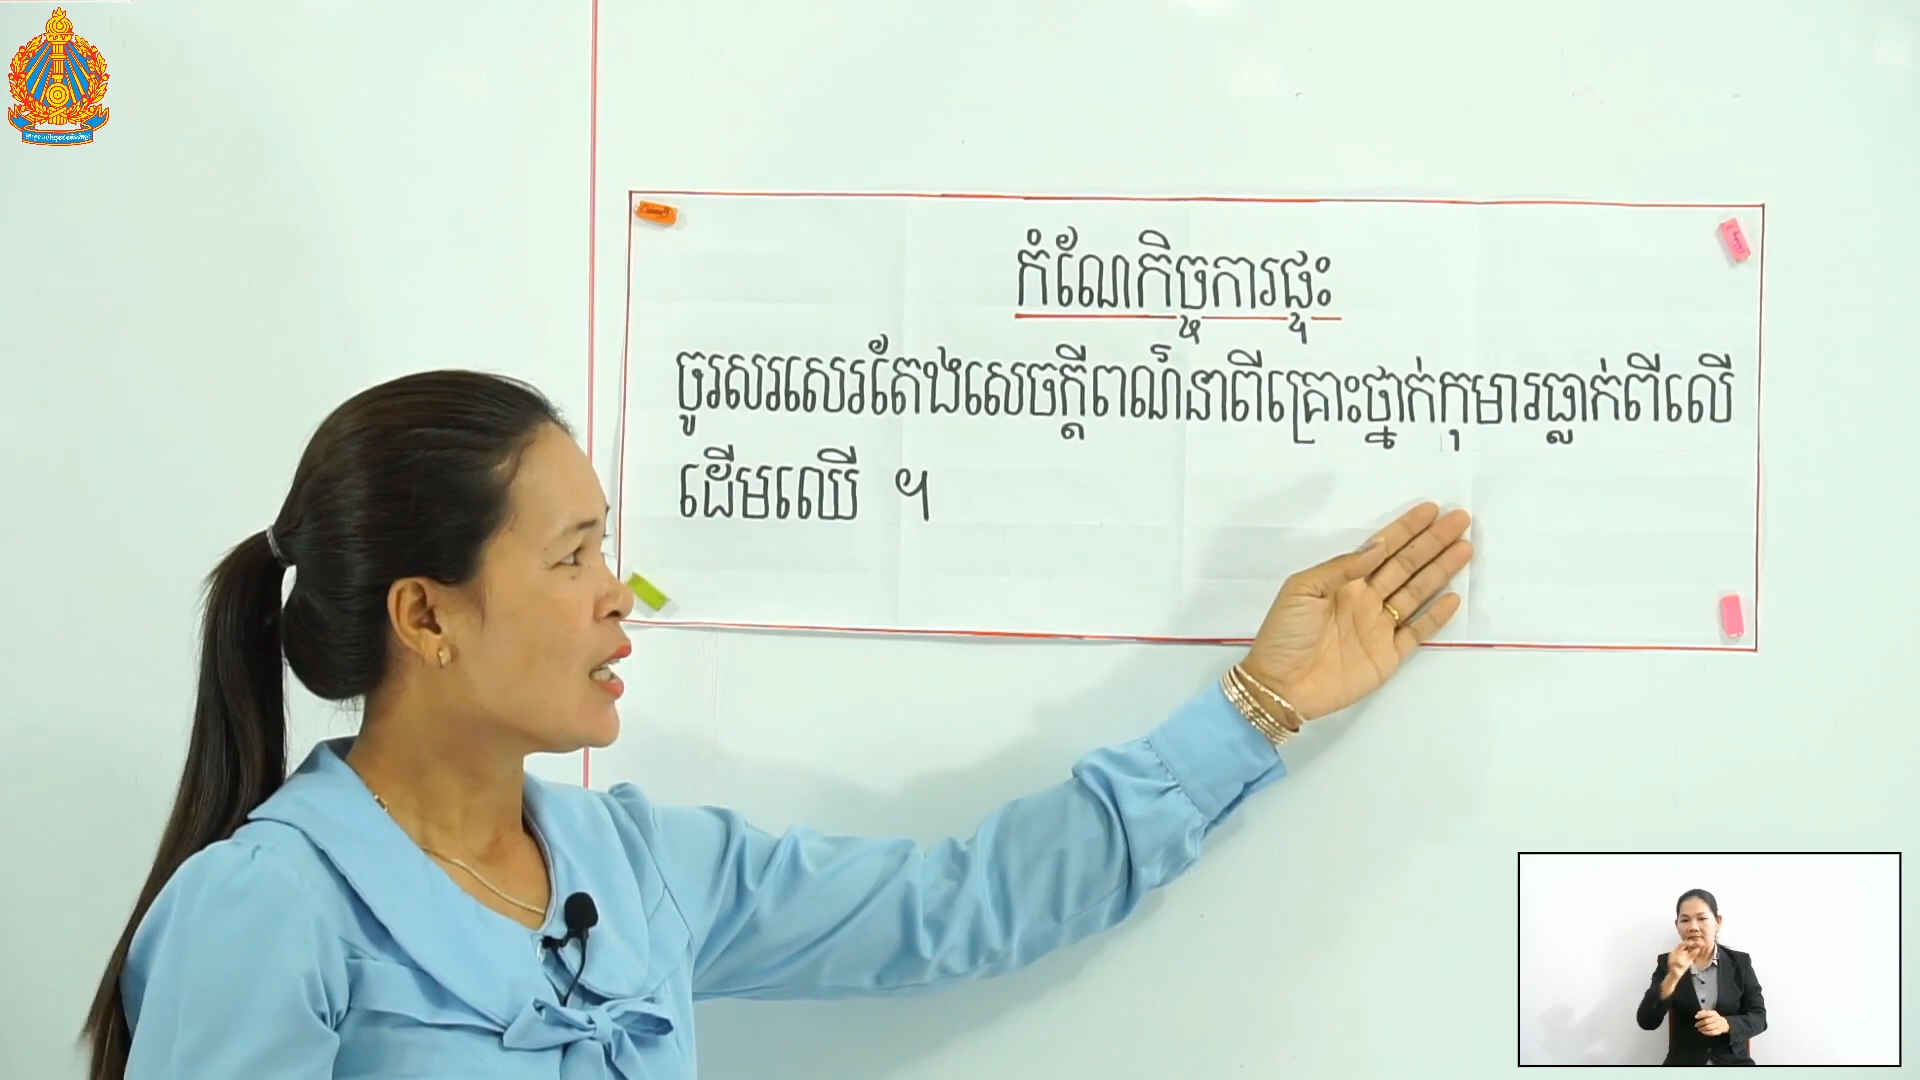 កំណែកិច្ចការផ្ទះ
ចូរសរសេរតែងសេចក្ដីពណ៌នាពីគ្រោះថ្នាក់កុមារធ្លាក់ពីលើ
ដើមឈើ ។